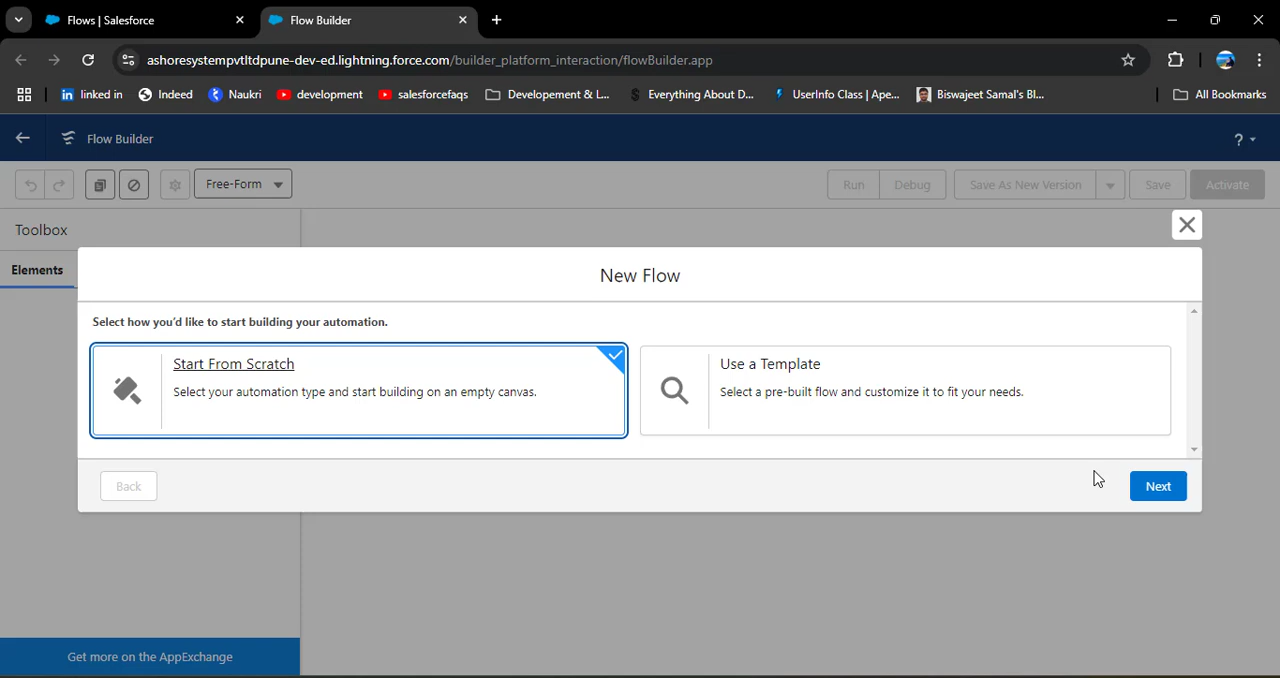 Flows | Salesforce
Flow Builder
ashoresystempvtltdpune-dev-ed.lightning.force.com/builder_platform_interaction/flowBuilder.app
linked in Indeed Naukri development salesforcefaqs Developement & L... Everything About D... UserInfo Class | Ape... Biswajeet Samal's Bl... All Bookmarks
Flow Builder ?
Free-Form Run Debug Save As New Version Save Activate
Toolbox
Elements
New Flow
Select how you'd like to start building your automation.
Start From Scratch
Select your automation type and start building on an empty canvas.
Use a Template
Select a pre-built flow and customize it to fit your needs.
Back Next
Get more on the AppExchange